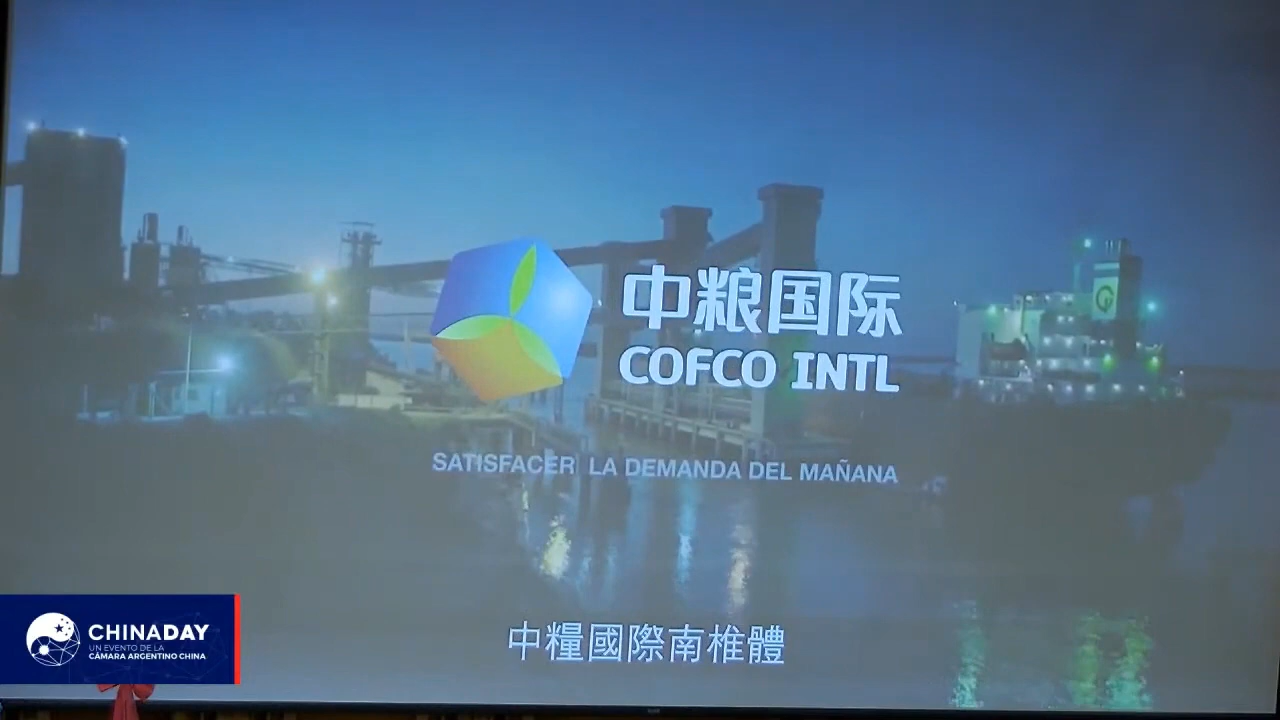 中粮国际
COFCO INTL
SATISFACER LA DEMANDA DEL MAÑANA
中糧國際南椎體
CHINADAY
UN EVENTO DE LA
CÁMARA ARGENTINO CHINA